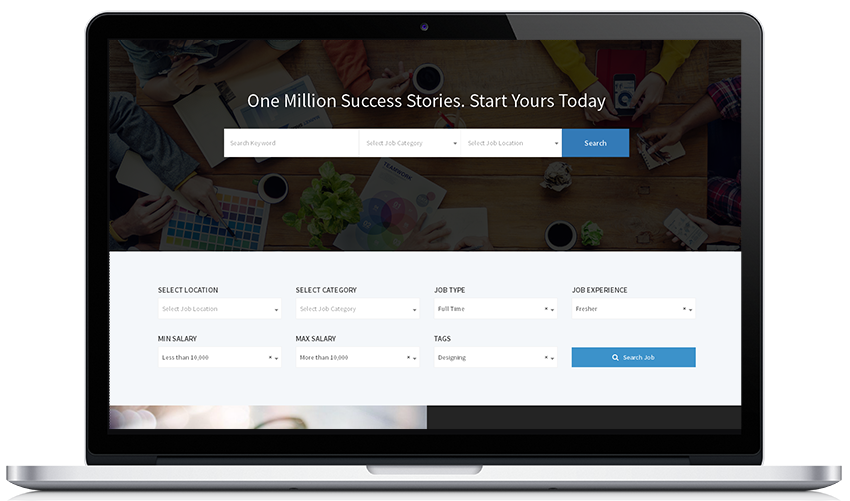 One Million Success Stories. Start Yours Today
Search Keyword Select Job Category Select Job Location Search
TEAMWORK
SELECT LOCATION SELECT CATEGORY JOB TYPE JOB EXPERIENCE
Select Job Location Select Job Category Full Time × Fresher ×
MIN SALARY MAX SALARY TAGS
Less than 10,000 × More than 10,000 × Designing × Search Job